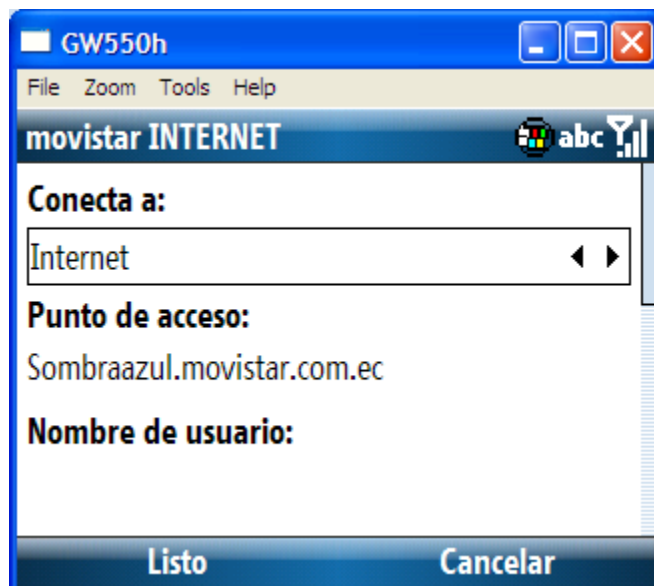 GW550h
File Zoom Tools Help
movistar INTERNET abc
Conecta a:
Internet
Punto de acceso:
Sombraazul.movistar.com.ec
Nombre de usuario:
Listo Cancelar